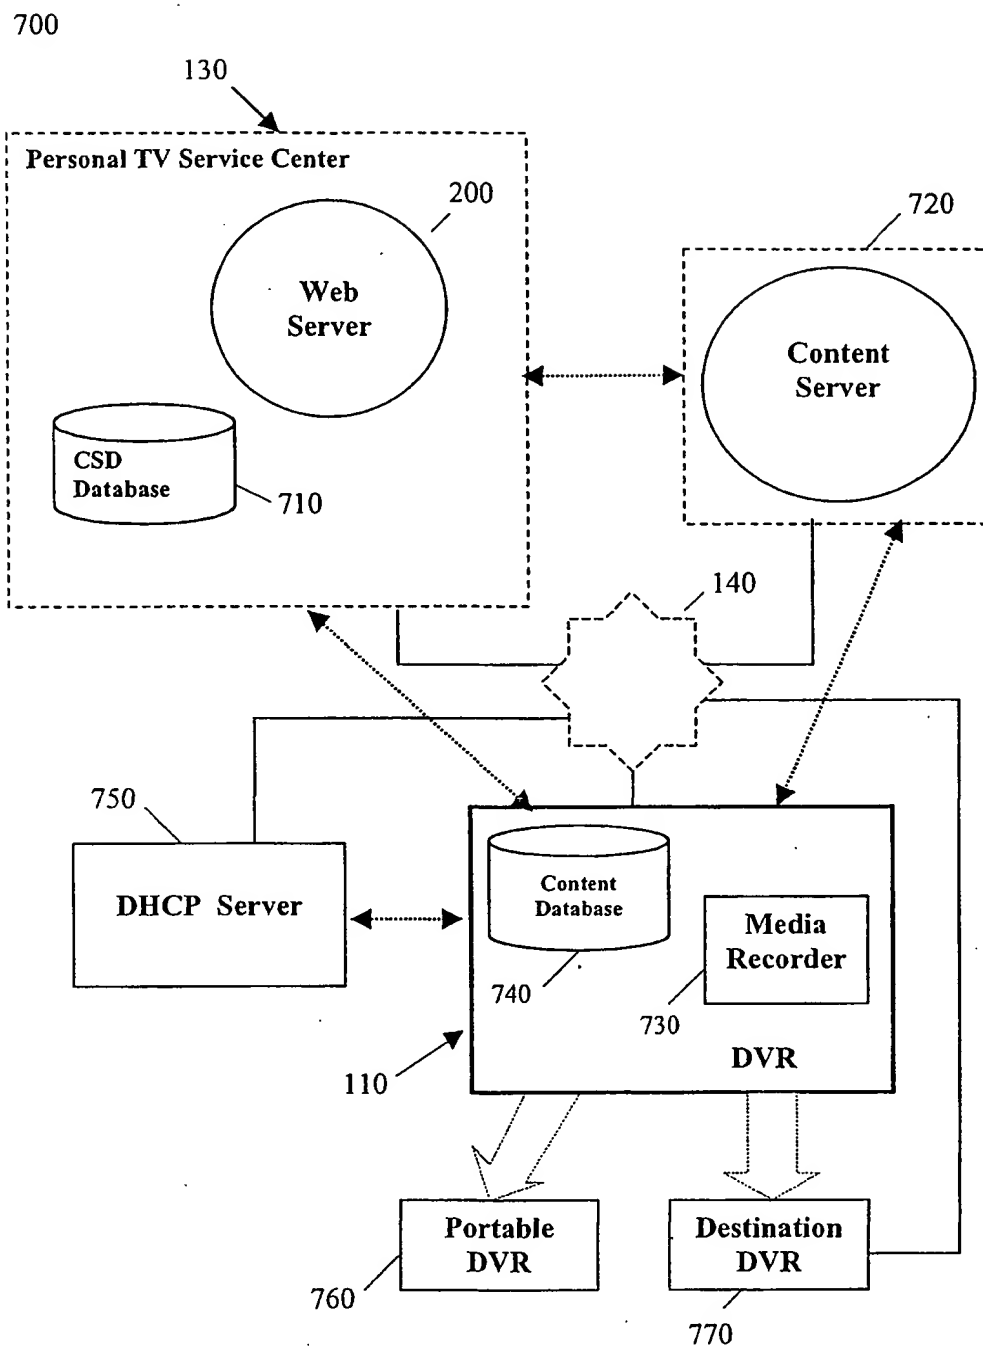 700
130
Personal TV Service Center
200
Web
Server
720
Content
Server
CSD
Database
710
140
750
DHCP Server
Content
Database
740
Media
Recorder
730
DVR
110
Portable
DVR
760
Destination
DVR
770